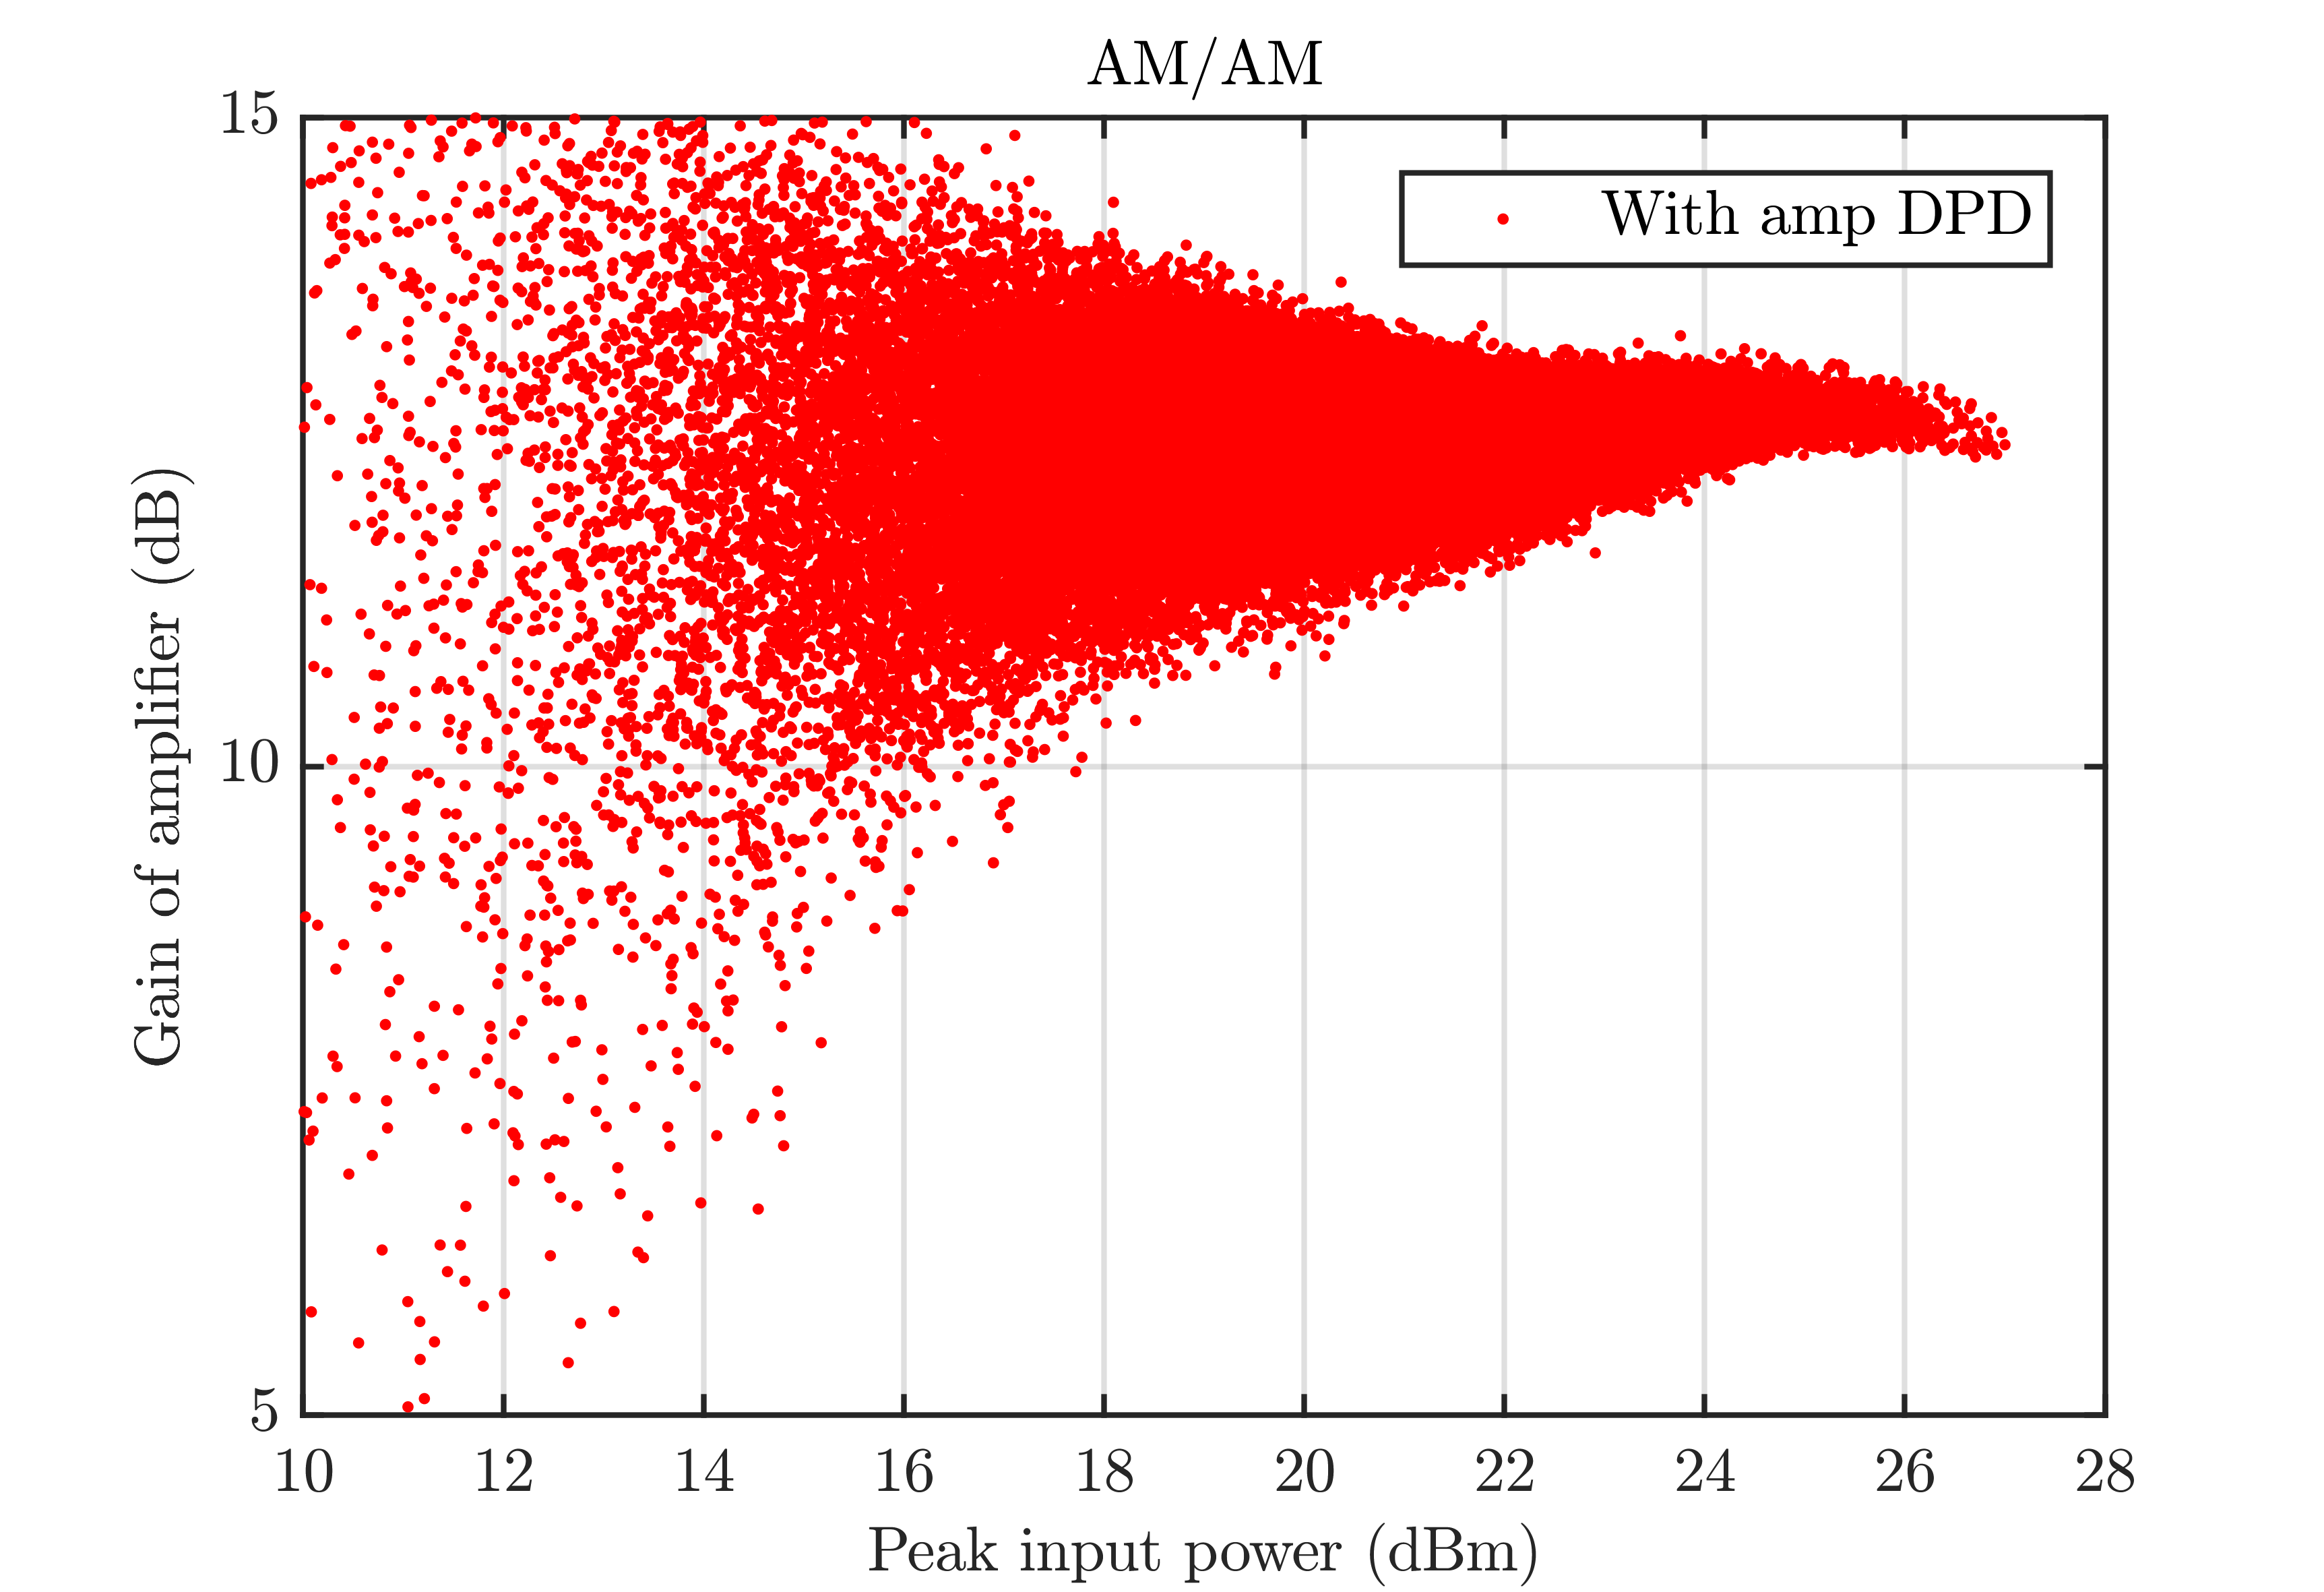 AM/AM
15
With amp DPD
Gain of amplifier (dB)
10
5
10 12 14 16 18 20 22 24 26 28
Peak input power (dBm)